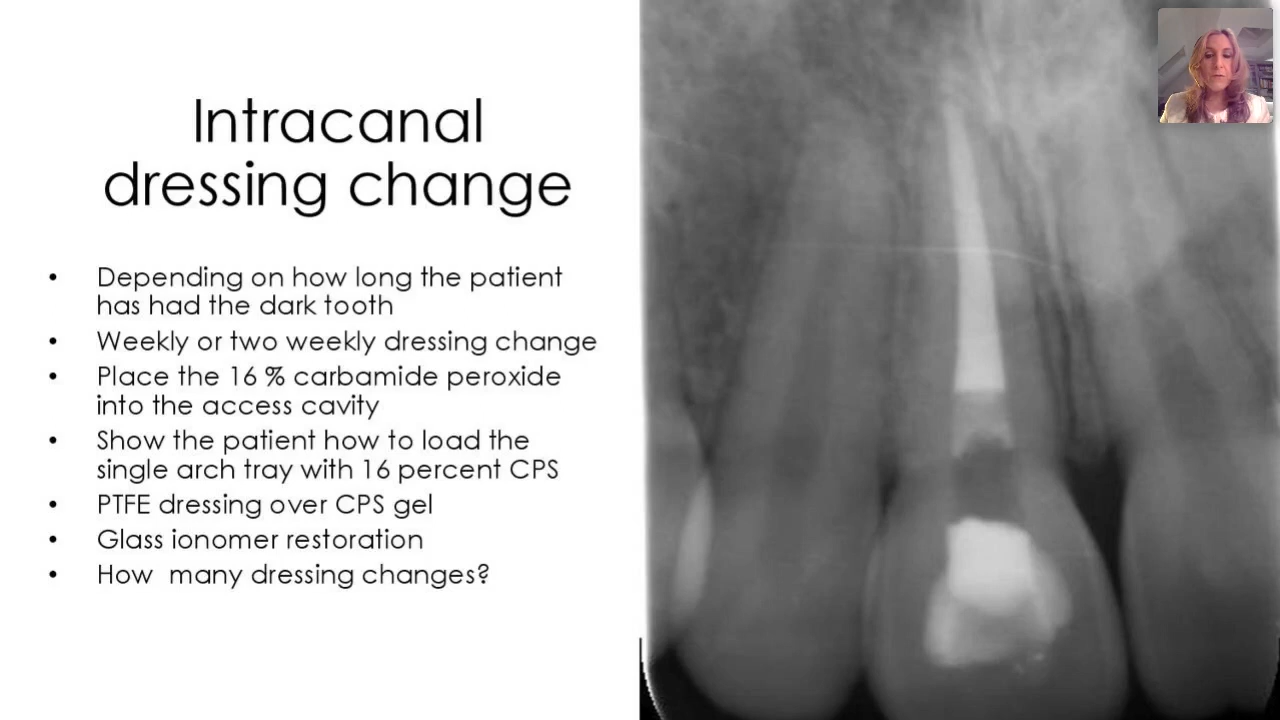 Intracanal
dressing change
• Depending on how long the patient
has had the dark tooth
• Weekly or two weekly dressing change
• Place the 16 % carbamide peroxide
into the access cavity
• Show the patient how to load the
single arch tray with 16 percent CPS
• PTFE dressing over CPS gel
• Glass ionomer restoration
• How  many dressing changes?